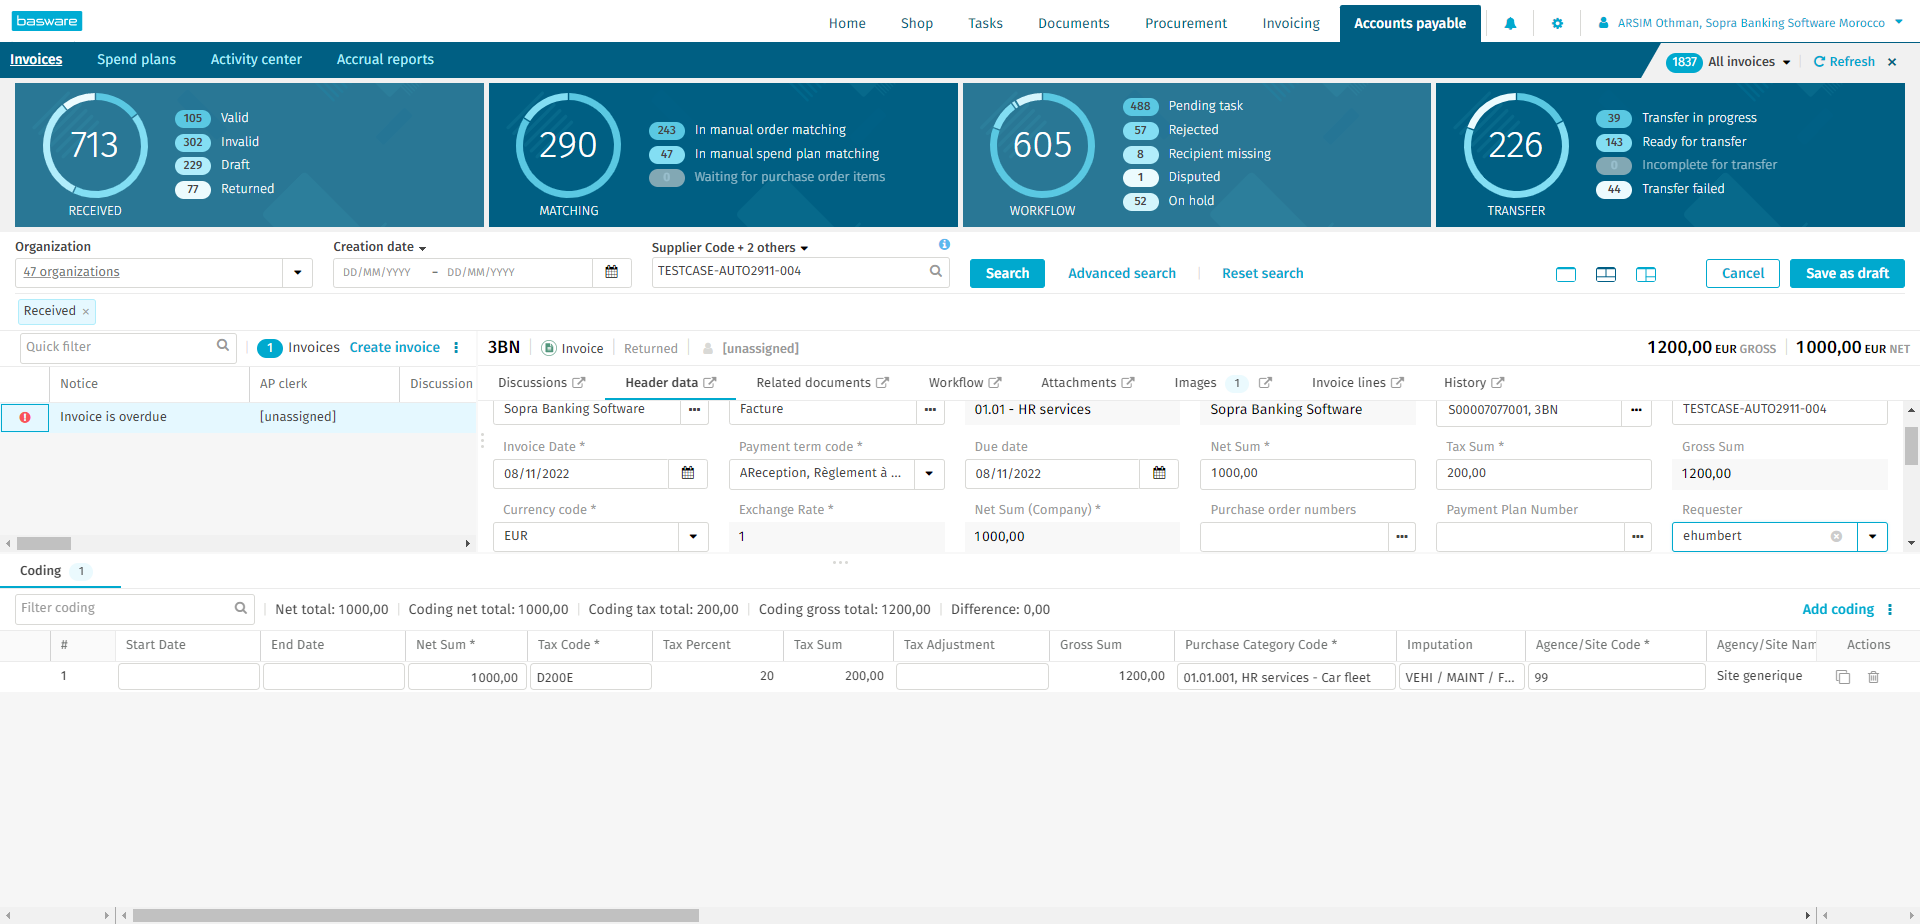 basware
Home Shop Tasks Documents Procurement Invoicing Accounts payable ARSIM Othman, Sopra Banking Software Morocco
Invoices Spend plans Activity center Accrual reports 1837 All invoices Refresh ×
713 RECEIVED
105 Valid
302 Invalid
229 Draft
77 Returned
290 MATCHING
243 In manual order matching
47 In manual spend plan matching
0 Waiting for purchase order items
605 WORKFLOW
488 Pending task
57 Rejected
8 Recipient missing
1 Disputed
52 On hold
226 TRANSFER
39 Transfer in progress
143 Ready for transfer
0 Incomplete for transfer
44 Transfer failed
Organization Creation date Supplier Code + 2 others
47 organizations DD/MM/YYYY – DD/MM/YYYY TESTCASE-AUTO2911-004 Search Advanced search Reset search Cancel Save as draft
Received ×
Quick filter 1 Invoices Create invoice
Notice AP clerk Discussion
Invoice is overdue [unassigned]
3BN Invoice Returned [unassigned] 1200,00 EUR GROSS 1000,00 EUR NET
Discussions Header data Related documents Workflow Attachments Images 1 Invoice lines History
Sopra Banking Software ... Facture ... 01.01 - HR services Sopra Banking Software S00007077001, 3BN ... TESTCASE-AUTO2911-004
Invoice Date * Payment term code * Due date Net Sum * Tax Sum * Gross Sum
08/11/2022 AReception, Règlement à ... 08/11/2022 1000,00 200,00 1200,00
Currency code * Exchange Rate * Net Sum (Company) * Purchase order numbers Payment Plan Number Requester
EUR 1 1000,00 ... ... ehumbert
Coding 1
Filter coding Net total: 1000,00 Coding net total: 1000,00 Coding tax total: 200,00 Coding gross total: 1200,00 Difference: 0,00 Add coding
# Start Date End Date Net Sum * Tax Code * Tax Percent Tax Sum Tax Adjustment Gross Sum Purchase Category Code * Imputation Agence/Site Code * Agency/Site Nam Actions
1 1000,00 D200E 20 200,00 1200,00 01.01.001, HR services - Car fleet VEHI / MAINT / F... 99 Site generique